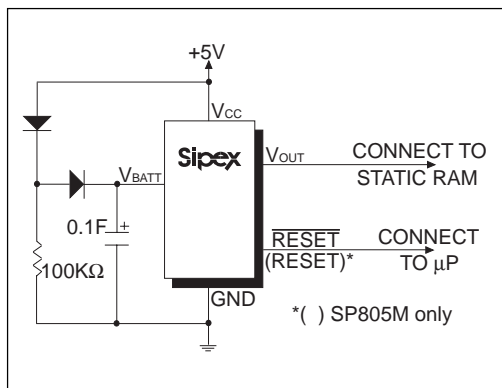 +5V
VCC
Sipex
VBATT
VOUT
CONNECT TO
STATIC RAM
0.1F
+
RESET
(RESET)*
CONNECT
TO µP
100KΩ
GND
*( ) SP805M only